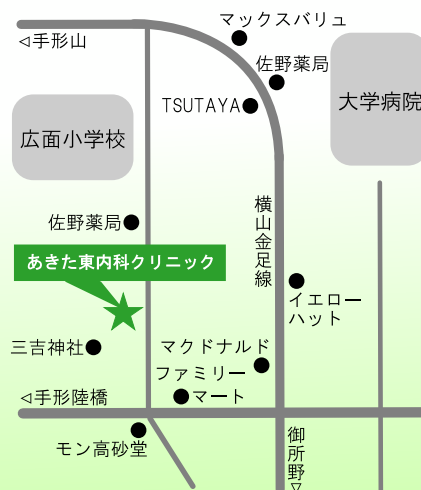 マックスバリュ
◁手形山
佐野薬局
TSUTAYA
大学病院
広面小学校
横山金足線
佐野薬局
あきた東内科クリニック
イエロー
ハット
三吉神社
マクドナルド
ファミリー
マート
◁手形陸橋
モン高砂堂
御所野▽